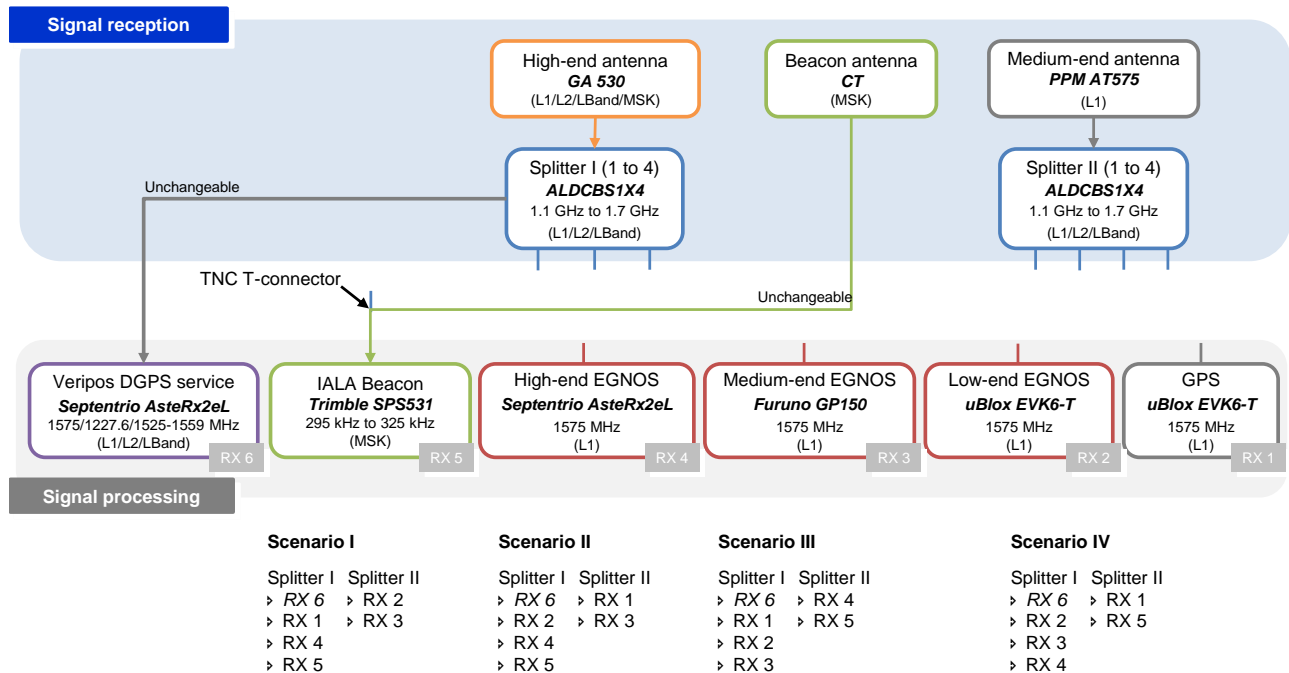 Signal reception
High-end antenna
GA 530
(L1/L2/LBand/MSK)
Beacon antenna
CT
(MSK)
Medium-end antenna
PPM AT575
(L1)
Splitter I (1 to 4)
ALDCBS1X4
1.1 GHz to 1.7 GHz
(L1/L2/LBand)
Splitter II (1 to 4)
ALDCBS1X4
1.1 GHz to 1.7 GHz
(L1/L2/LBand)
Unchangeable
TNC T-connector
Unchangeable
Veripos DGPS service
Septentrio AsteRx2eL
1575/1227.6/1525-1559 MHz
(L1/L2/LBand)
RX 6
IALA Beacon
Trimble SPS531
295 kHz to 325 kHz
(MSK)
RX 5
High-end EGNOS
Septentrio AsteRx2eL
1575 MHz
(L1)
RX 4
Medium-end EGNOS
Furuno GP150
1575 MHz
(L1)
RX 3
Low-end EGNOS
uBlox EVK6-T
1575 MHz
(L1)
RX 2
GPS
uBlox EVK6-T
1575 MHz
(L1)
RX 1
Signal processing
Scenario I
Splitter I Splitter II
RX 6 RX 2
RX 1 RX 3
RX 4
RX 5
Scenario II
Splitter I Splitter II
RX 6 RX 1
RX 2 RX 3
RX 4
RX 5
Scenario III
Splitter I Splitter II
RX 6 RX 4
RX 1 RX 5
RX 2
RX 3
Scenario IV
Splitter I Splitter II
RX 6 RX 1
RX 2 RX 5
RX 3
RX 4